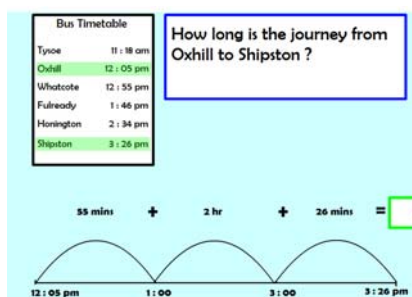 Bus Timetable
Tysoe 11 : 18 am
Oxhill 12 : 05 pm
Whatcote 12 : 55 pm
Fulready 1 : 46 pm
Honington 2 : 34 pm
Shipston 3 : 26 pm
How long is the journey from
Oxhill to Shipston ?
55 mins + 2 hr + 26 mins =
12 : 05 pm 1 : 00 3 : 00 3 : 26 pm